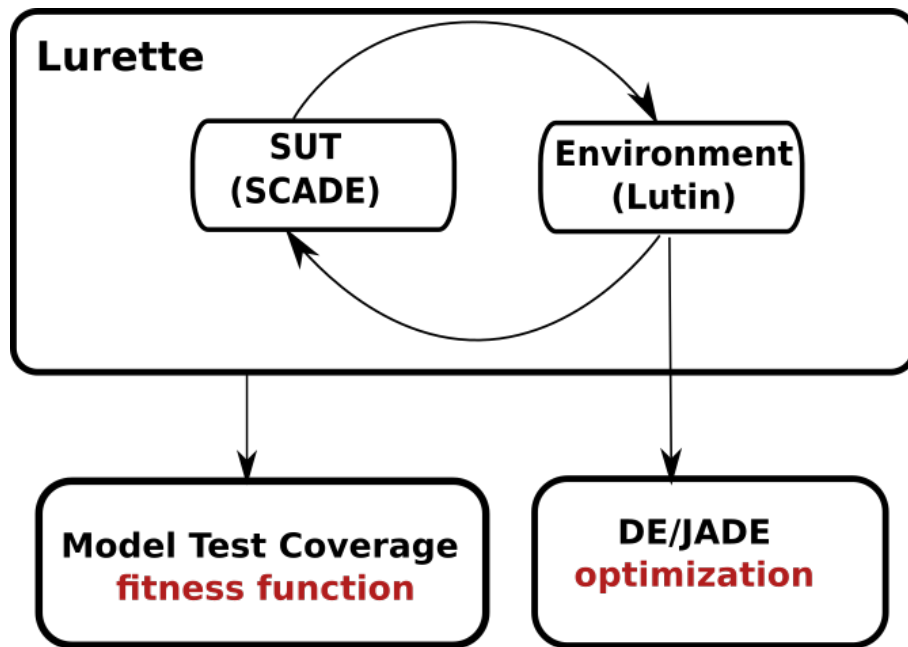 Lurette
SUT
(SCADE)
Environment
(Lutin)
Model Test Coverage
fitness function
DE/JADE
optimization